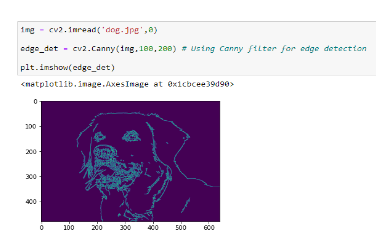 img = cv2.imread('dog.jpg',0)
edge_det = cv2.Canny(img,100,200) # Using Canny filter for edge detection
plt.imshow(edge_det)
<matplotlib.image.AxesImage at 0x1cbcee39d90>
0
100
200
300
400
0 100 200 300 400 500 600